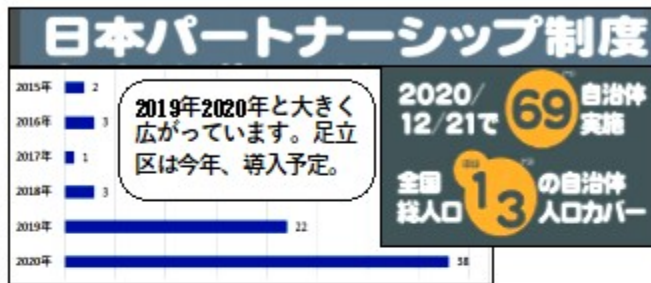 日本パートナーシップ制度
2015年 2
2016年 3
2017年 1
2018年 3
2019年 22
2020年 38
2019年2020年と大きく
広がっています。足立
区は今年、導入予定。
2020/
12/21で
69
自治体
実施
全国
総人口
1
3
の自治体
人口カバー